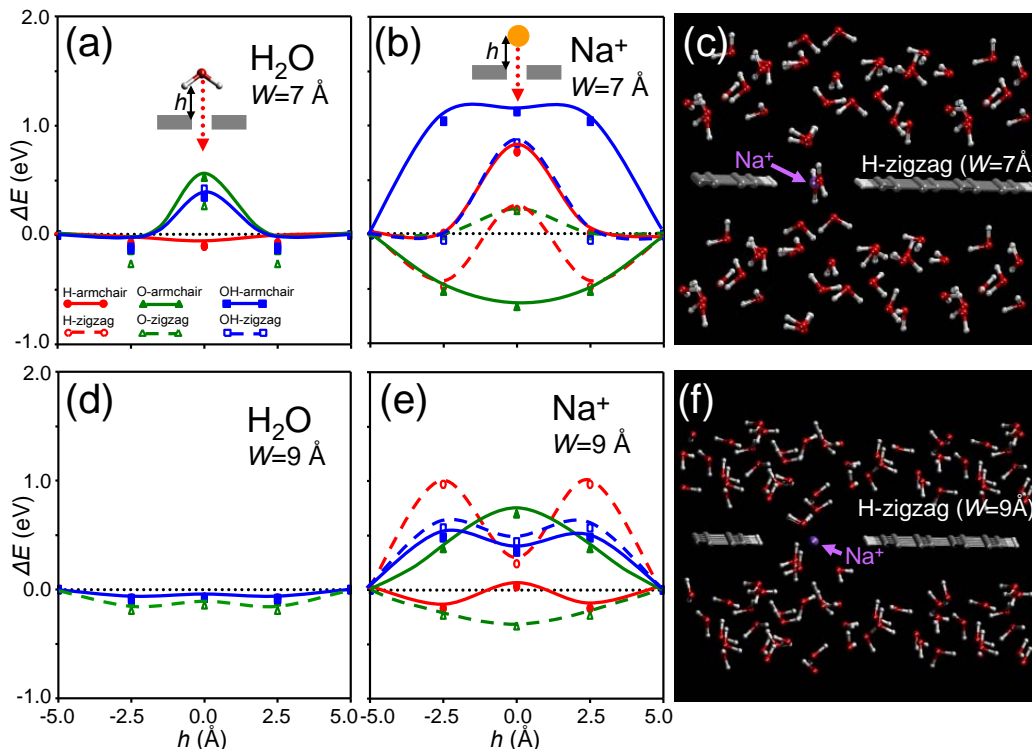 (a)
H₂O
W=7 Å
h
2.0
1.0
0.0
-1.0
ΔE (eV)
H-armchair
O-armchair
OH-armchair
H-zigzag
O-zigzag
OH-zigzag
(b)
Na⁺
W=7 Å
h
(c)
Na⁺
H-zigzag (W=7Å)
(d)
H₂O
W=9 Å
2.0
1.0
0.0
-1.0
ΔE (eV)
-5.0
-2.5
0.0
2.5
5.0
h (Å)
(e)
Na⁺
W=9 Å
-5.0
-2.5
0.0
2.5
5.0
h (Å)
(f)
H-zigzag (W=9Å)
Na⁺